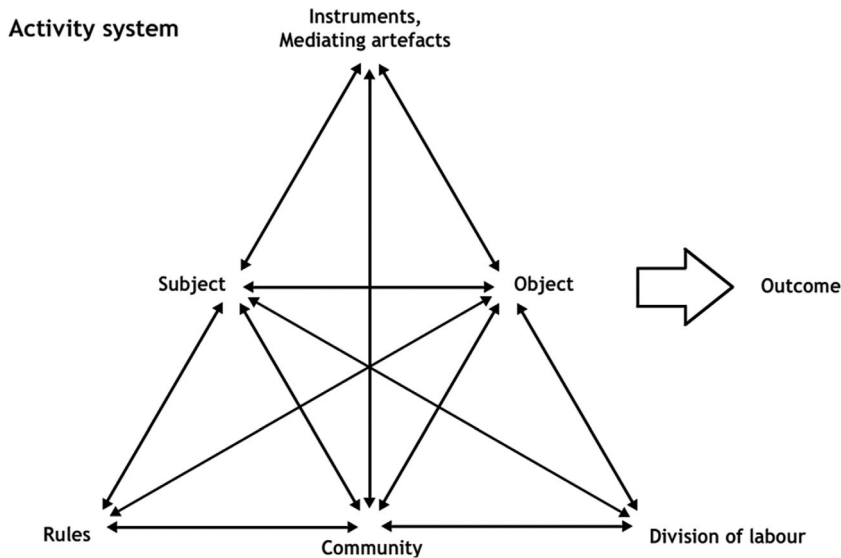 Activity system
Instruments,
Mediating artefacts
Subject
Object
Outcome
Rules
Community
Division of labour